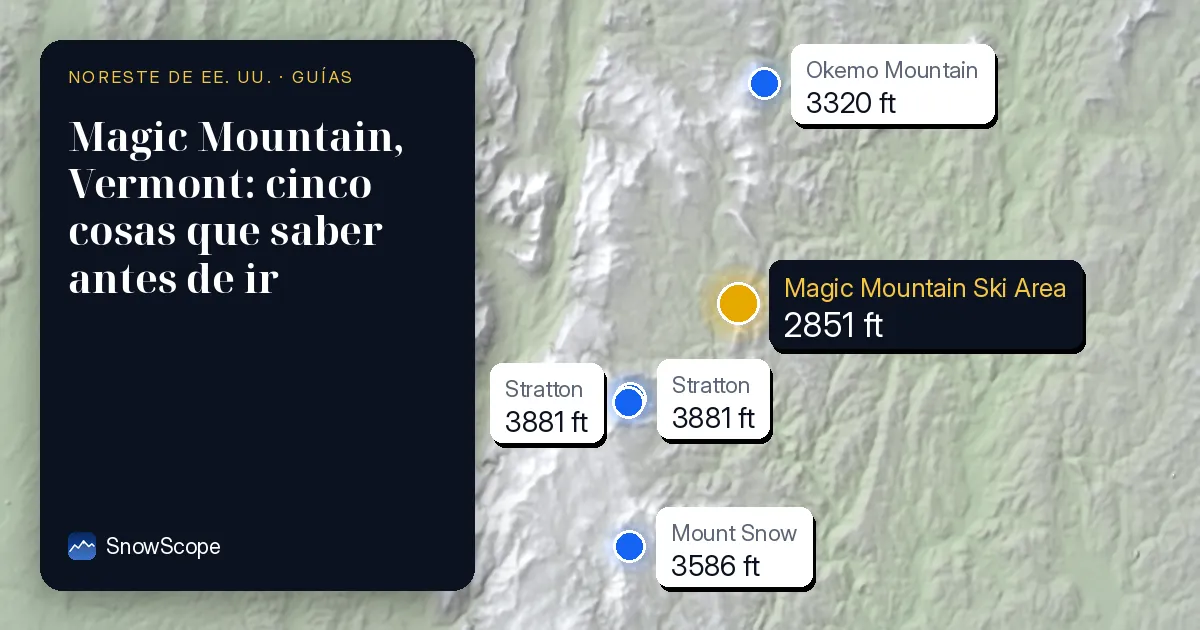 NORESTE DE EE. UU. · GUÍAS
Magic Mountain,
Vermont: cinco
cosas que saber
antes de ir
SnowScope
Okemo Mountain
3320 ft
Magic Mountain Ski Area
2851 ft
Stratton
3881 ft
Stratton
3881 ft
Mount Snow
3586 ft